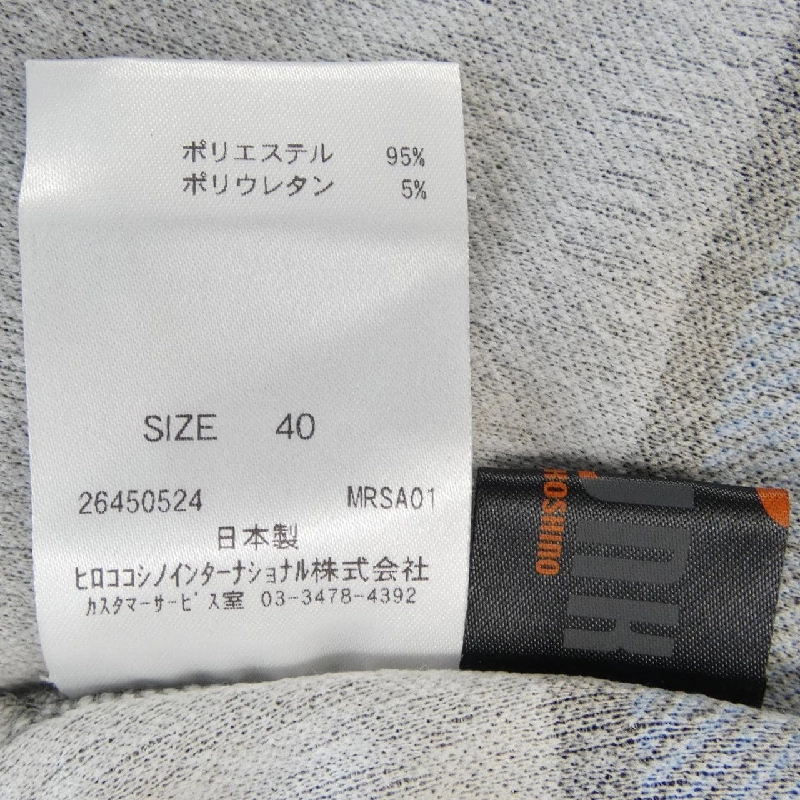 ポリエステル 95%
ポリウレタン 5%
SIZE 40
26450524 MRSA01
日本製
ヒロココシノインターナショナル株式会社
カスタマーサービス室 03-3478-4392
KOSHINO